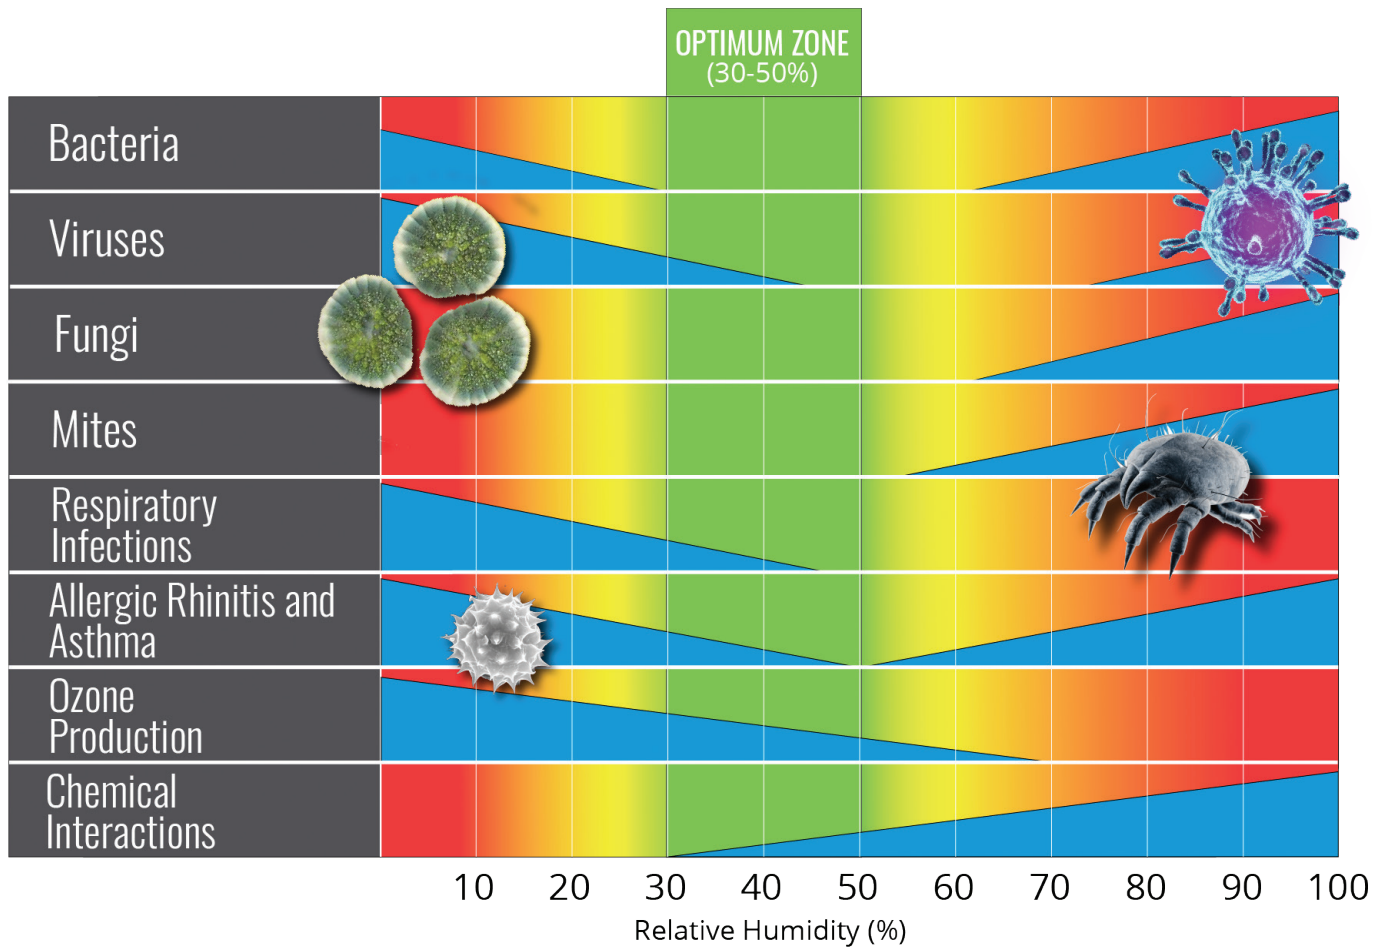 OPTIMUM ZONE
(30-50%)
Bacteria
Viruses
Fungi
Mites
Respiratory
Infections
Allergic Rhinitis and
Asthma
Ozone
Production
Chemical
Interactions
10 20 30 40 50 60 70 80 90 100
Relative Humidity (%)